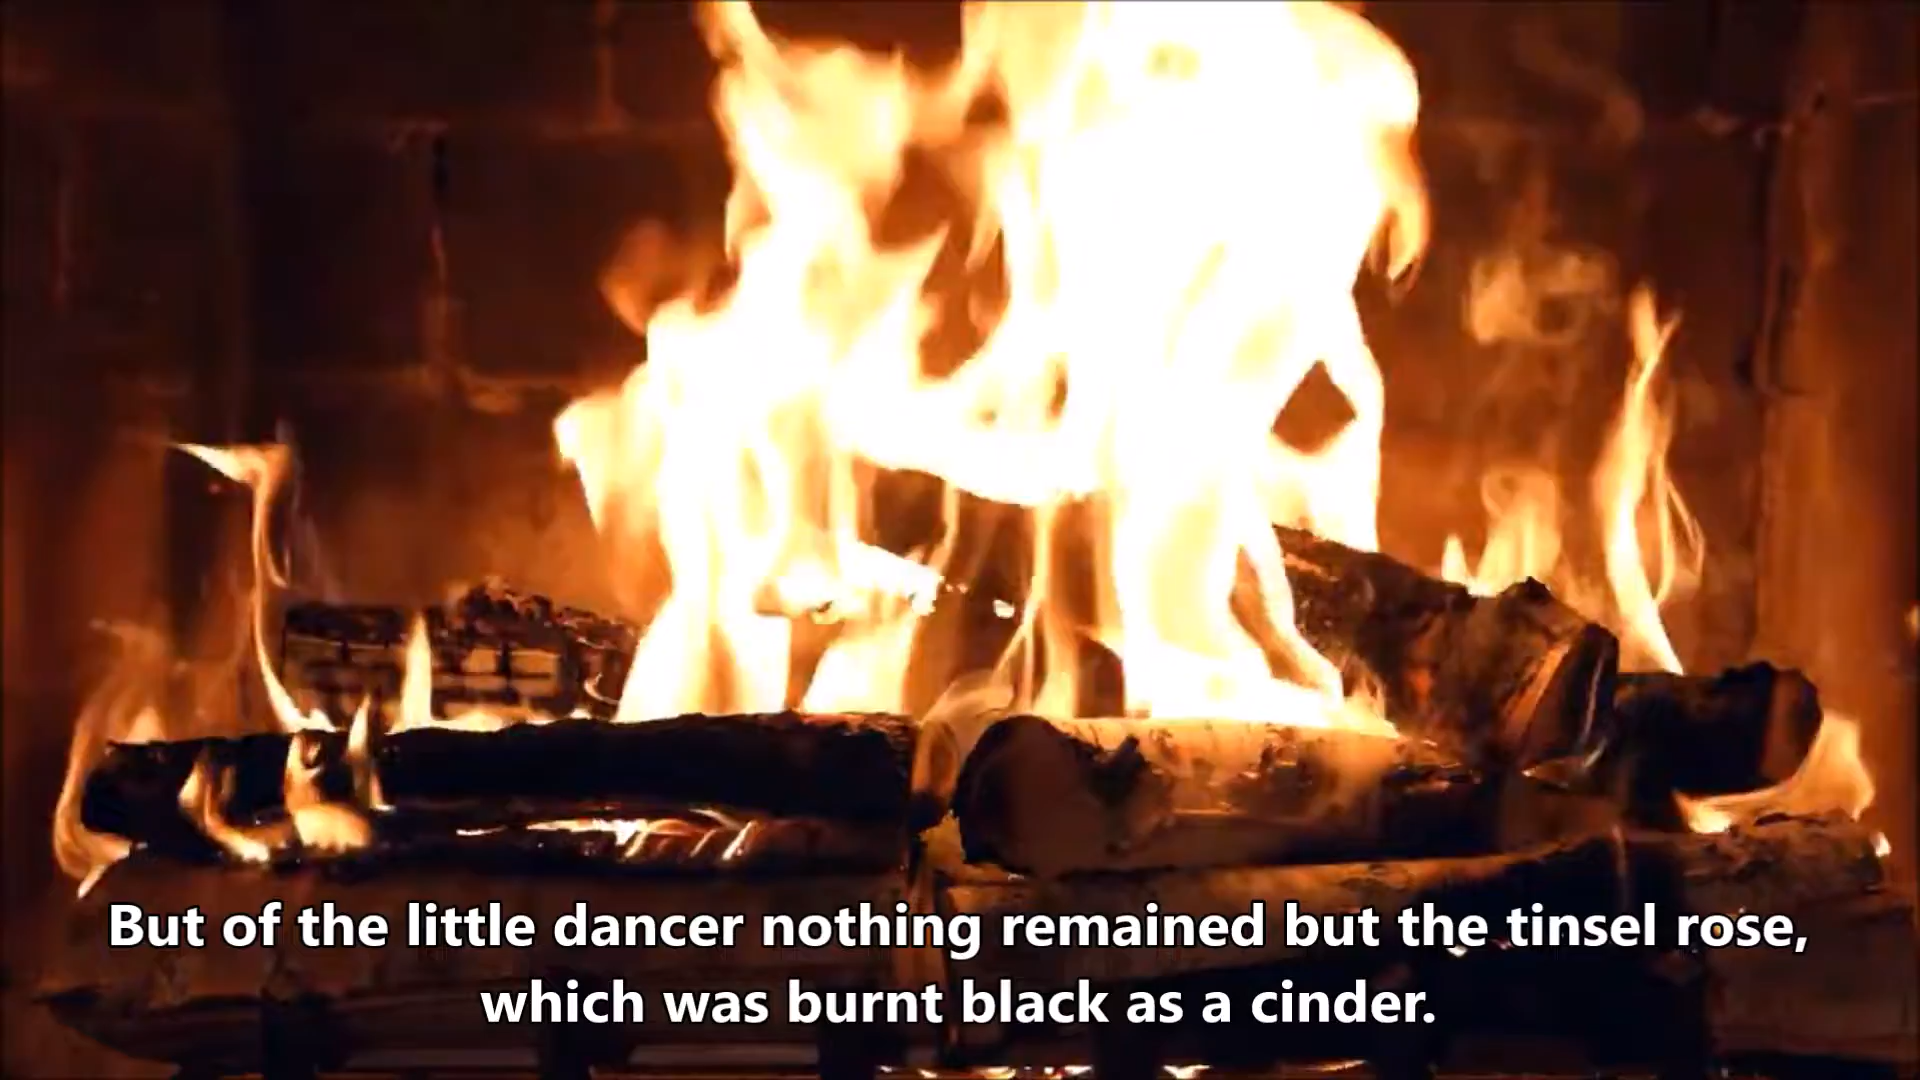 But of the little dancer nothing remained but the tinsel rose,
which was burnt black as a cinder.